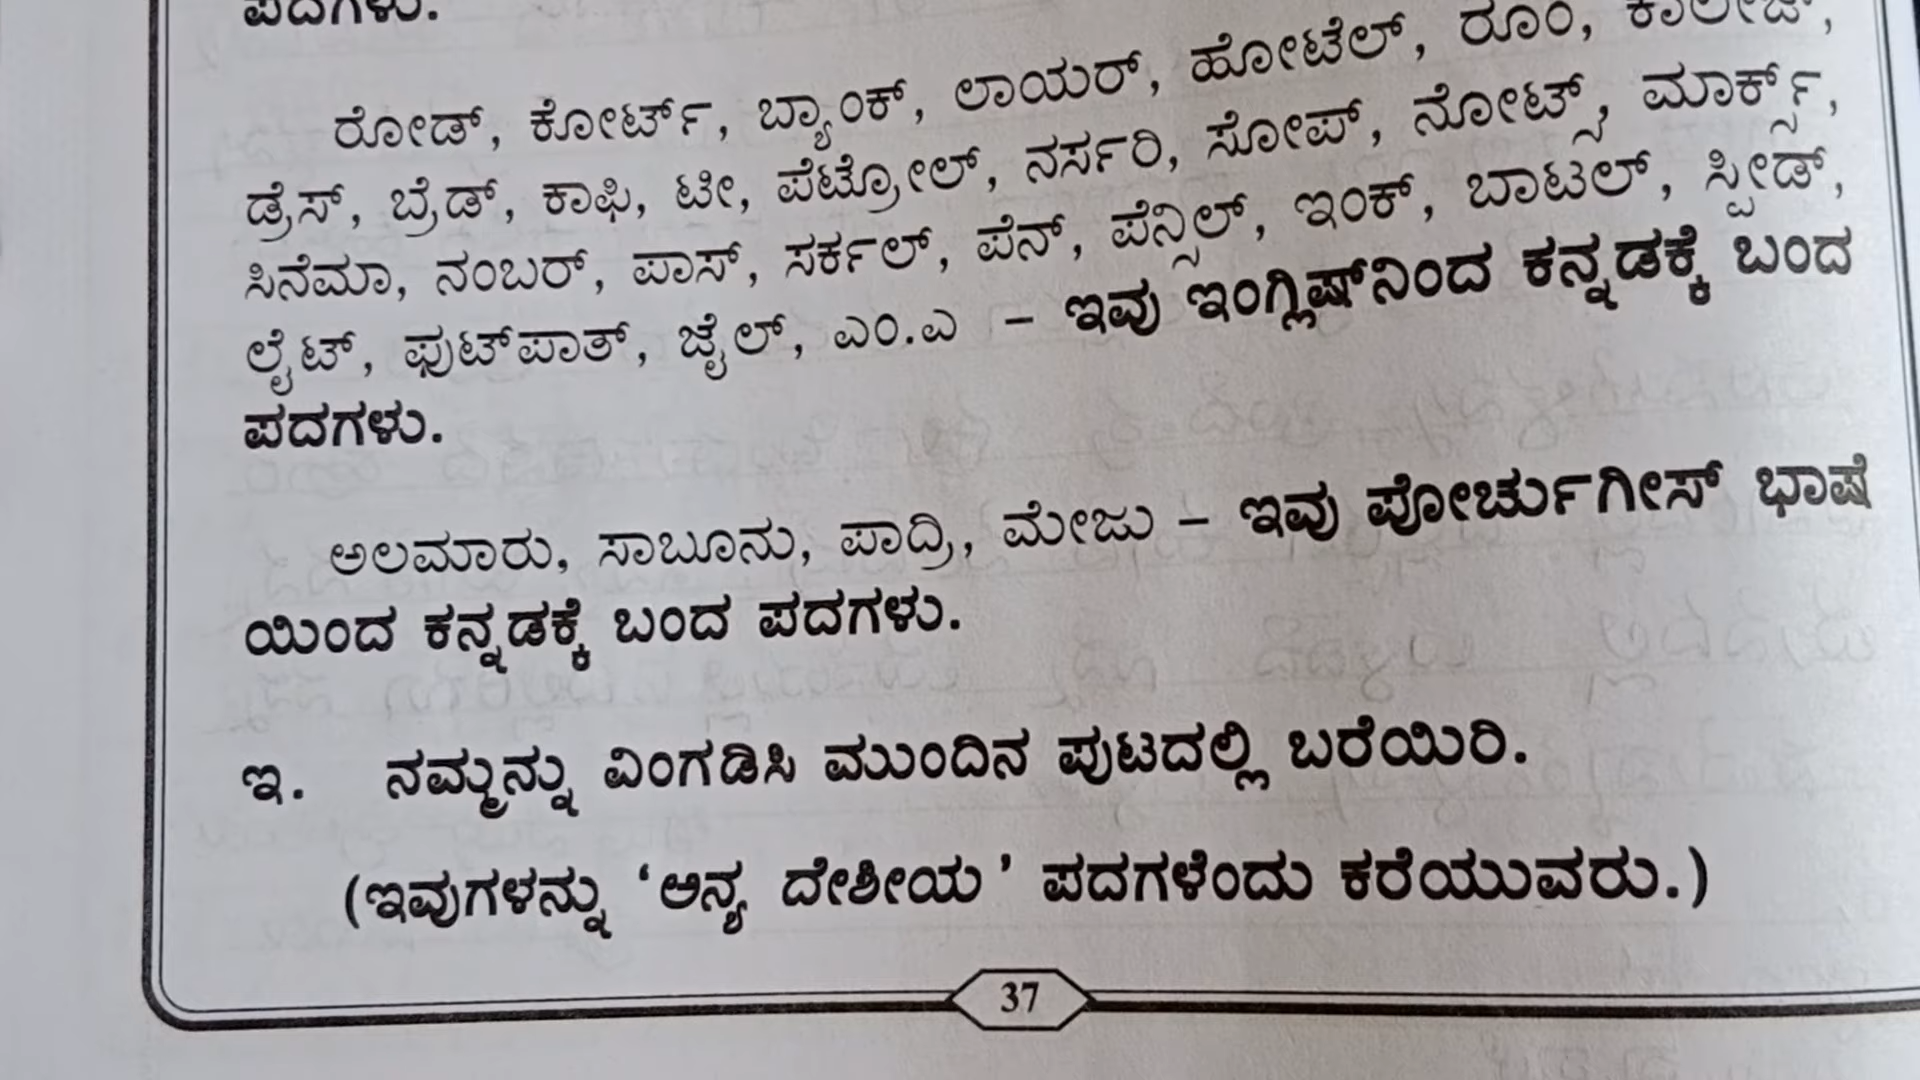 ಪದಗಳು.
ರೋಡ್, ಕೋರ್ಟ್, ಬ್ಯಾಂಕ್, ಲಾಯರ್, ಹೋಟೆಲ್, ರೂಂ, ಕಾಲೇಜ್,
ಡ್ರೆಸ್, ಬ್ರೆಡ್, ಕಾಫಿ, ಟೀ, ಪೆಟ್ರೋಲ್, ನರ್ಸರಿ, ಸೋಪ್, ನೋಟ್ಸ್, ಮಾರ್ಕ್ಸ್,
ಸಿನೆಮಾ, ನಂಬರ್, ಪಾಸ್, ಸರ್ಕಲ್, ಪೆನ್, ಪೆನ್ಸಿಲ್, ಇಂಕ್, ಬಾಟಲ್, ಸ್ಪೀಡ್,
ಲೈಟ್, ಫುಟ್‌ಪಾತ್, ಜೈಲ್, ಎಂ.ಎ – ಇವು ಇಂಗ್ಲಿಷ್‌ನಿಂದ ಕನ್ನಡಕ್ಕೆ ಬಂದ
ಪದಗಳು.
ಅಲಮಾರು, ಸಾಬೂನು, ಪಾದ್ರಿ, ಮೇಜು – ಇವು ಪೋರ್ಚುಗೀಸ್ ಭಾಷೆ
ಯಿಂದ ಕನ್ನಡಕ್ಕೆ ಬಂದ ಪದಗಳು.
ಇ. ನಮ್ಮನ್ನು ವಿಂಗಡಿಸಿ ಮುಂದಿನ ಪುಟದಲ್ಲಿ ಬರೆಯಿರಿ.
(ಇವುಗಳನ್ನು ‘ಅನ್ಯ ದೇಶೀಯ’ ಪದಗಳೆಂದು ಕರೆಯುವರು.)
37